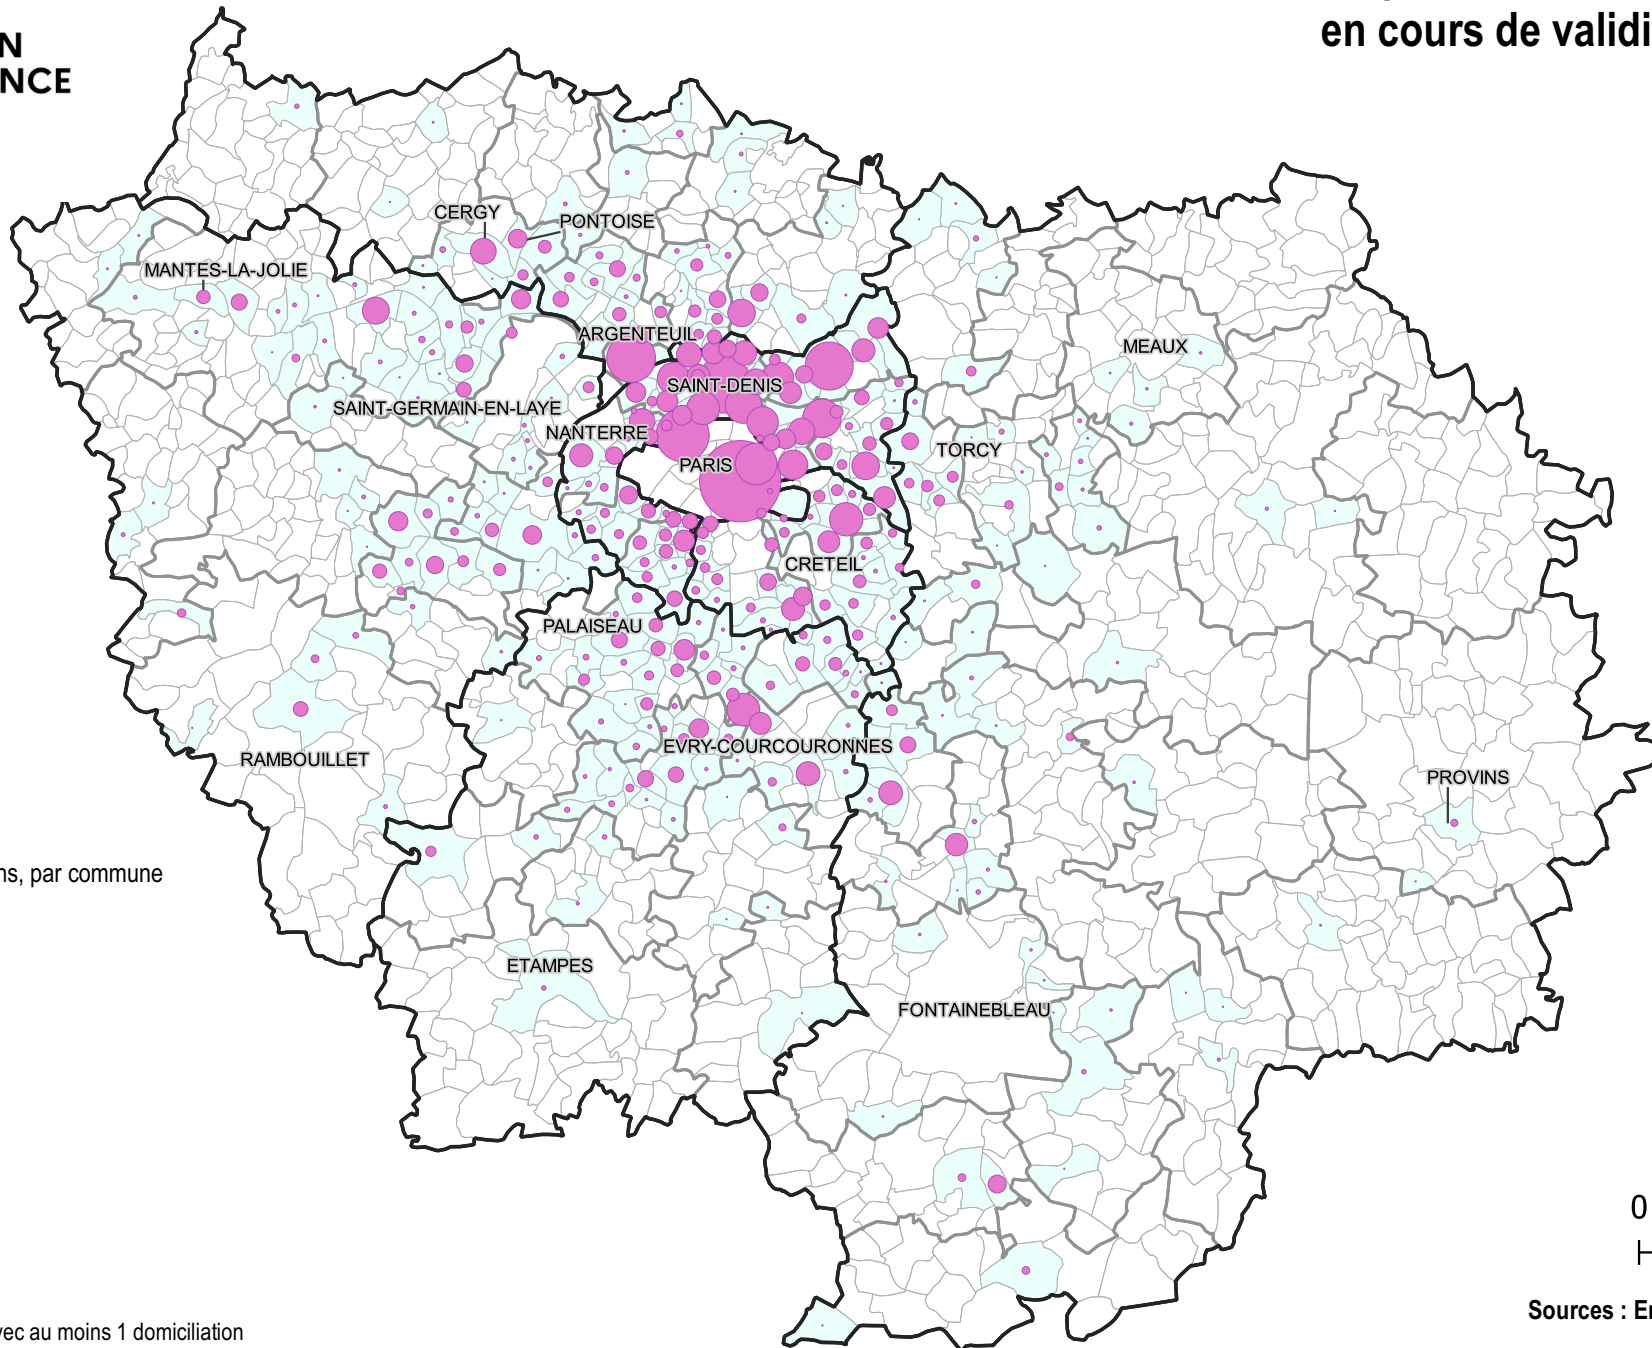 en cours de validi
N
NCE
CERGY
PONTOISE
MANTES-LA-JOLIE
ARGENTEUIL
MEAUX
SAINT-DENIS
SAINT-GERMAIN-EN-LAYE
NANTERRE
TORCY
PARIS
CRETEIL
PALAISEAU
EVRY-COURCOURONNES
RAMBOUILLET
PROVINS
ns, par commune
ETAMPES
FONTAINEBLEAU
0
Sources : En
vec au moins 1 domiciliation